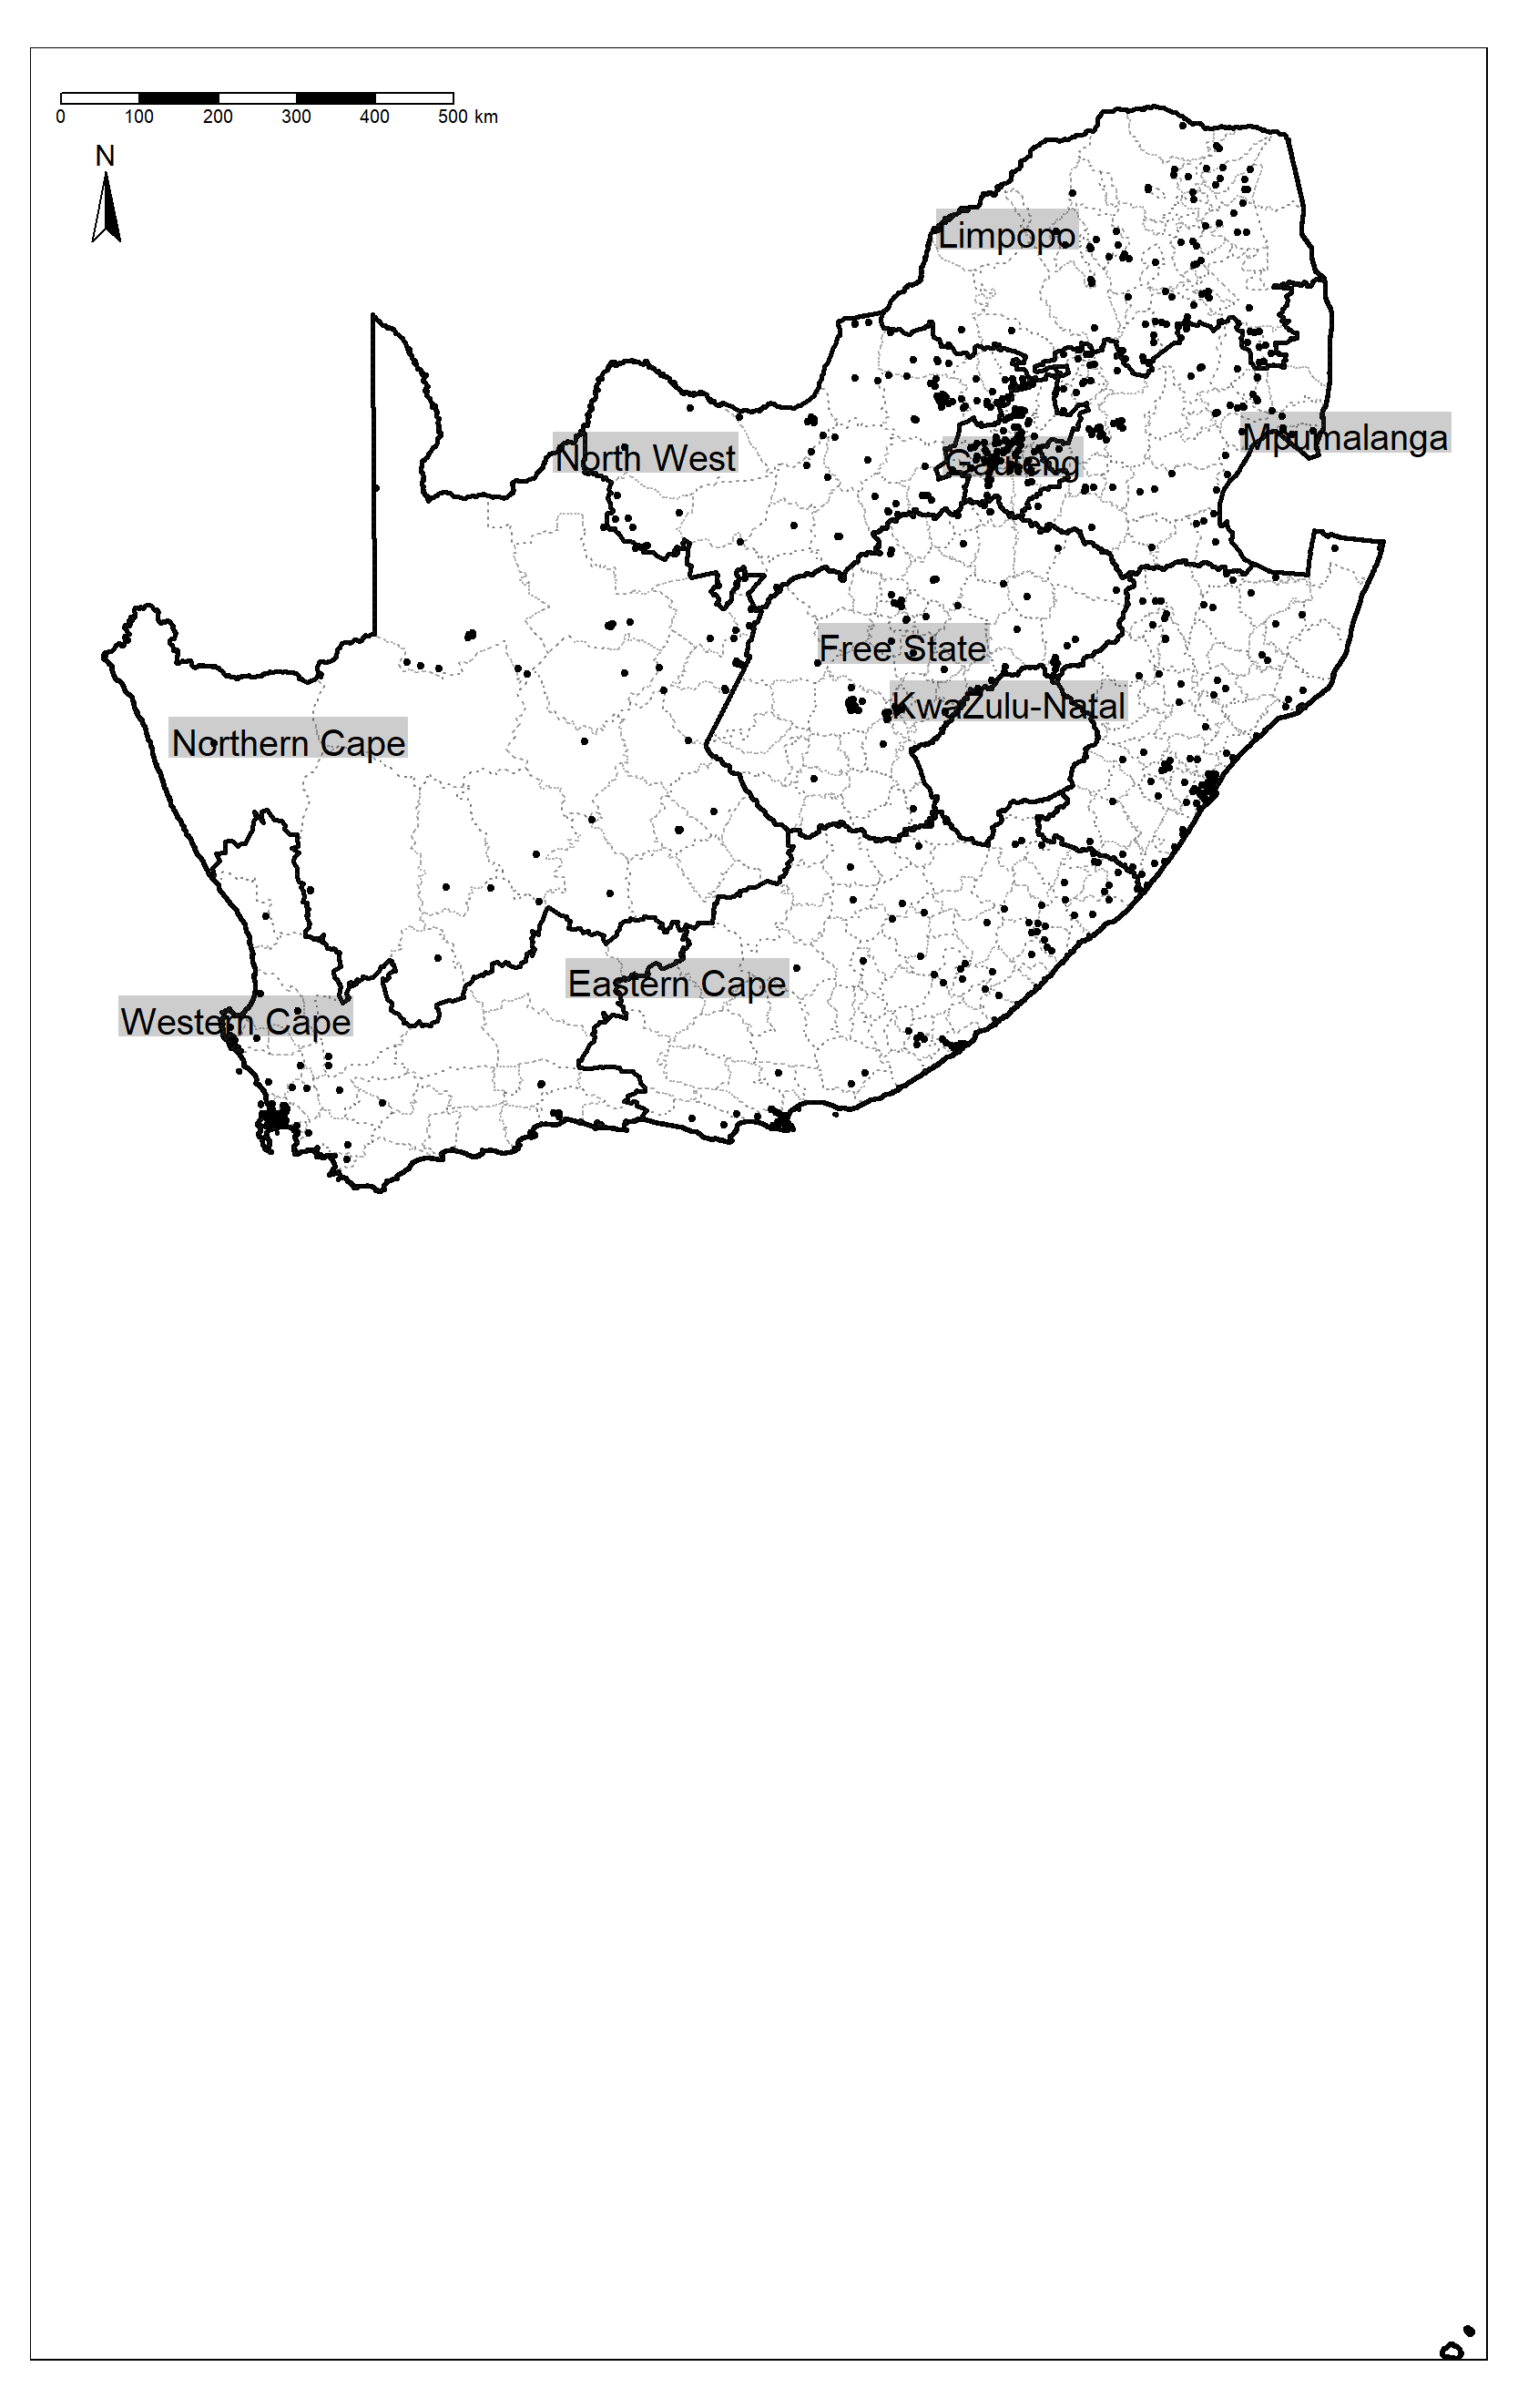 0 100 200 300 400 500 km
N
Limpopo
Mpumalanga
North West
Gauteng
Free State
KwaZulu-Natal
Northern Cape
Eastern Cape
Western Cape